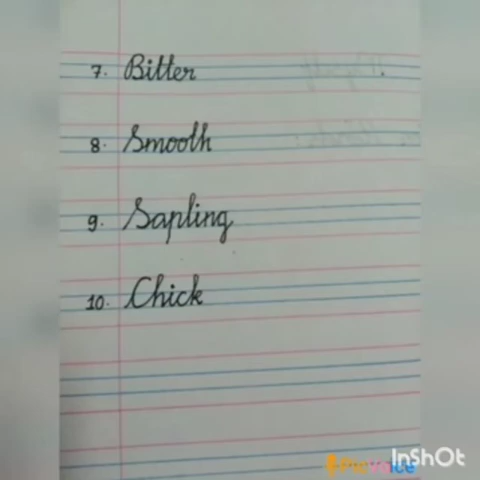 7. Bitter
8. Smooth
9. Sapling
10. Chick
InShOt